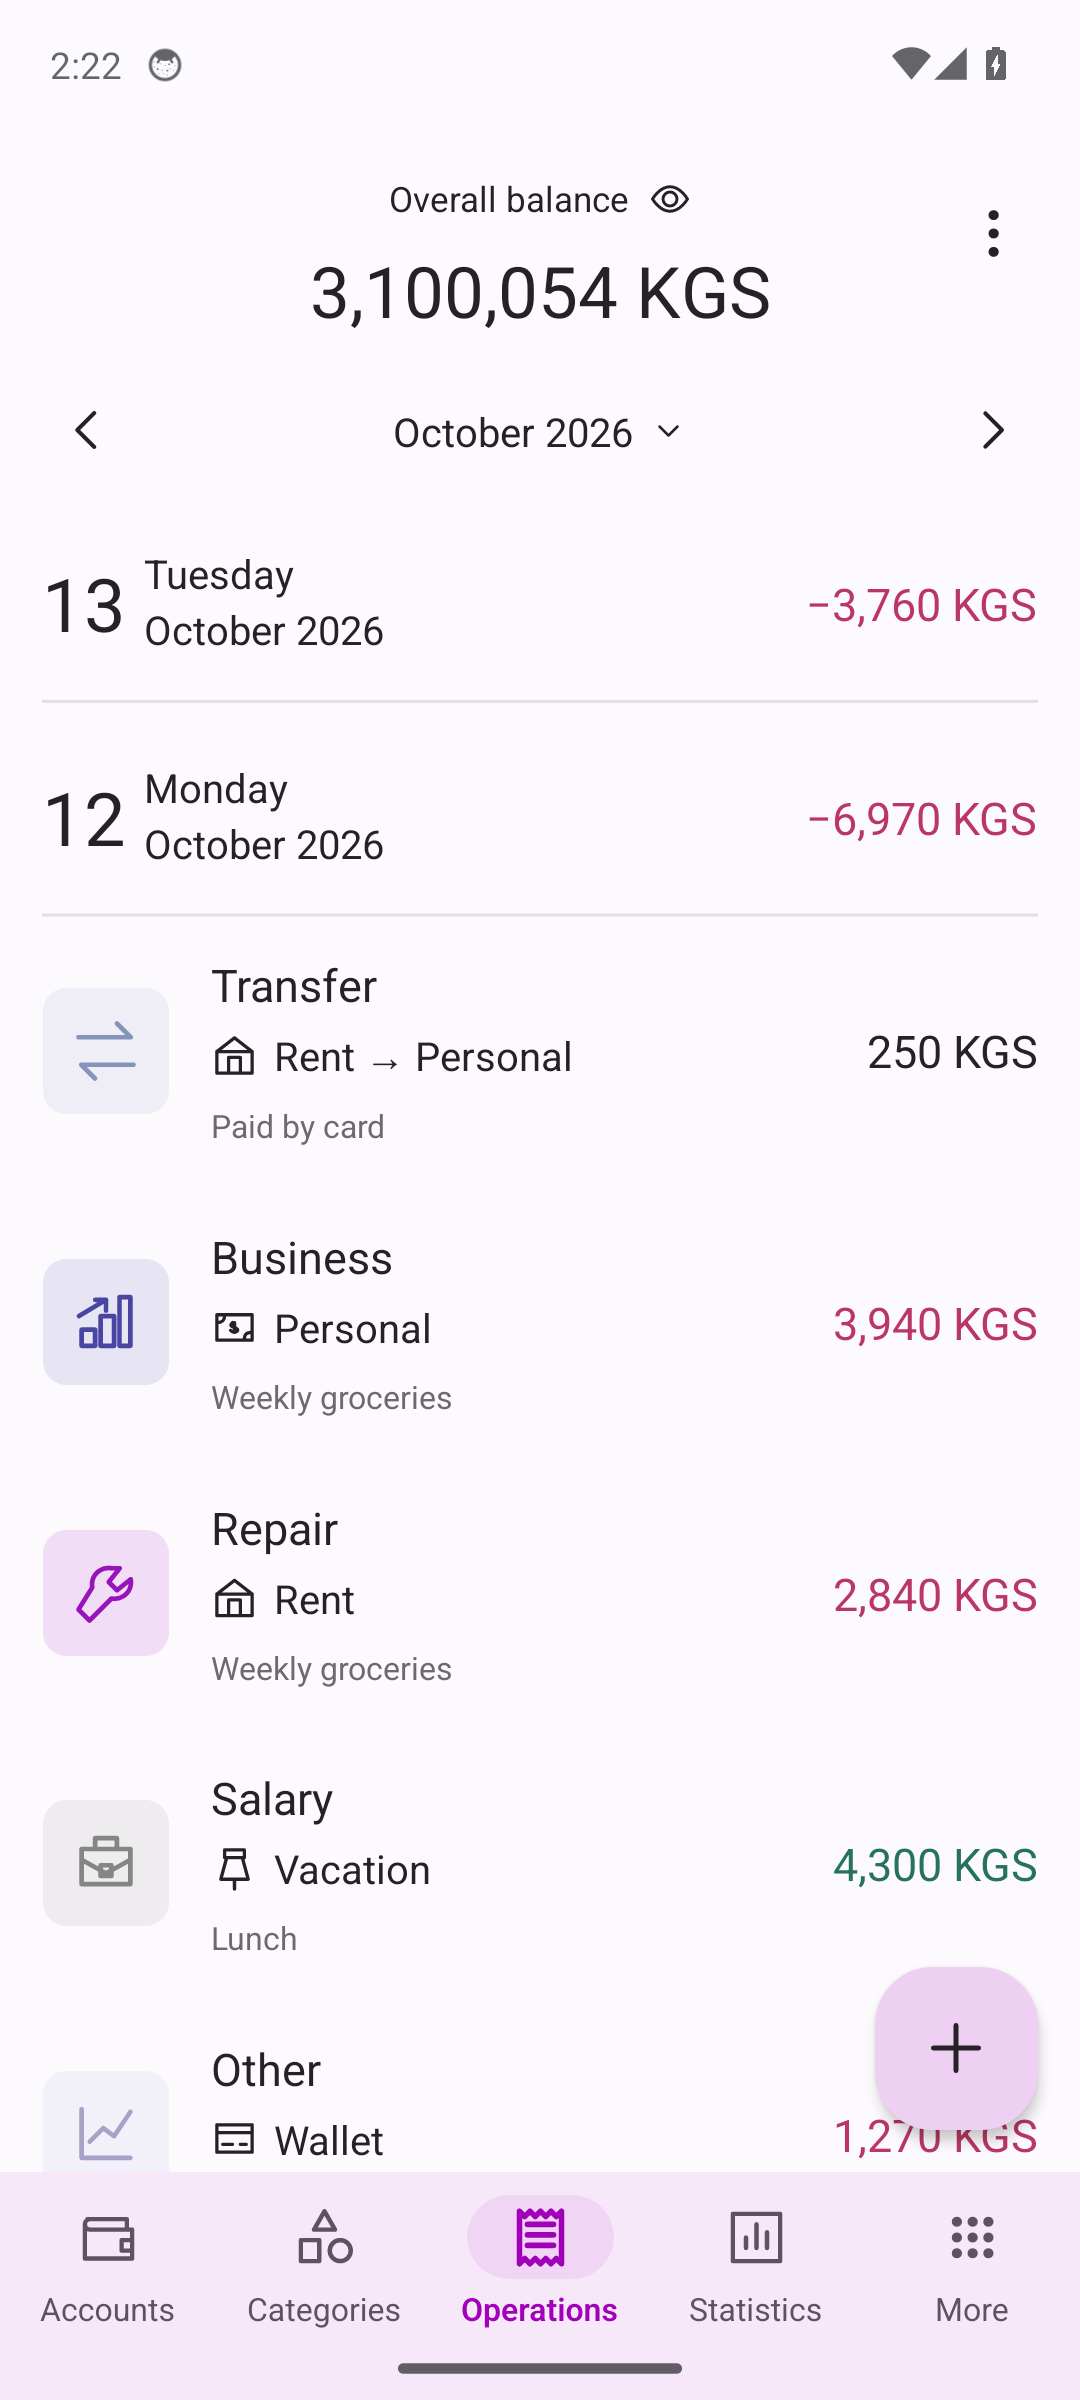 2:22
Overall balance
3,100,054 KGS
October 2026
13
Tuesday
October 2026
−3,760 KGS
12
Monday
October 2026
−6,970 KGS
Transfer
Rent → Personal
250 KGS
Paid by card
Business
Personal
3,940 KGS
Weekly groceries
Repair
Rent
2,840 KGS
Weekly groceries
Salary
Vacation
4,300 KGS
Lunch
Other
Wallet
1,270 KGS
Accounts
Categories
Operations
Statistics
More